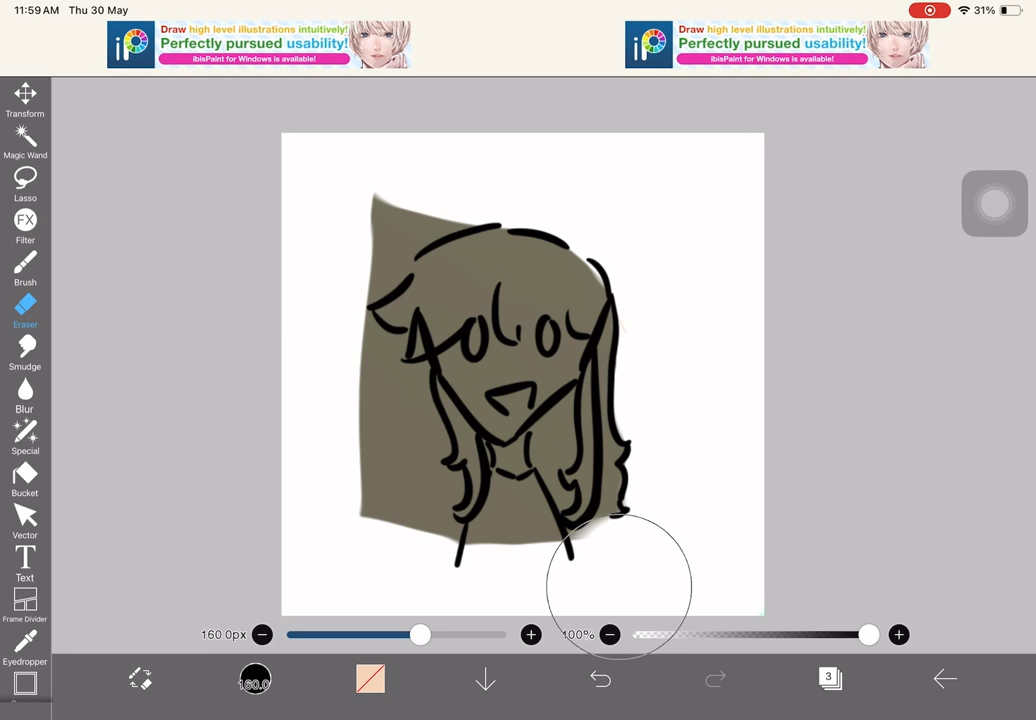 11:59 AM Thu 30 May
31%
iP
Draw high level illustrations intuitively!
Perfectly pursued usability!
ibisPaint for Windows is available!
iP
Draw high level illustrations intuitively!
Perfectly pursued usability!
ibisPaint for Windows is available!
Transform
Magic Wand
Lasso
FX
Filter
Brush
Eraser
Smudge
Blur
Special
Bucket
Vector
T
Text
Frame Divider
Eyedropper
160.0px
100%
160.0
3